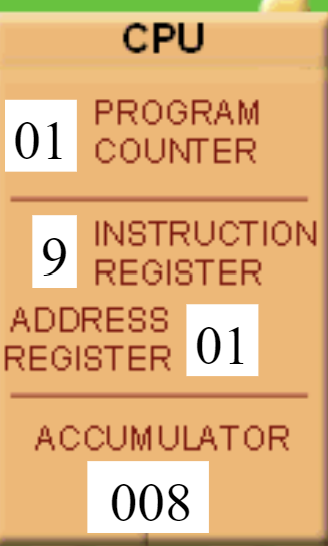 CPU
01 PROGRAM
COUNTER
9 INSTRUCTION
REGISTER
ADDRESS
REGISTER 01
ACCUMULATOR
008